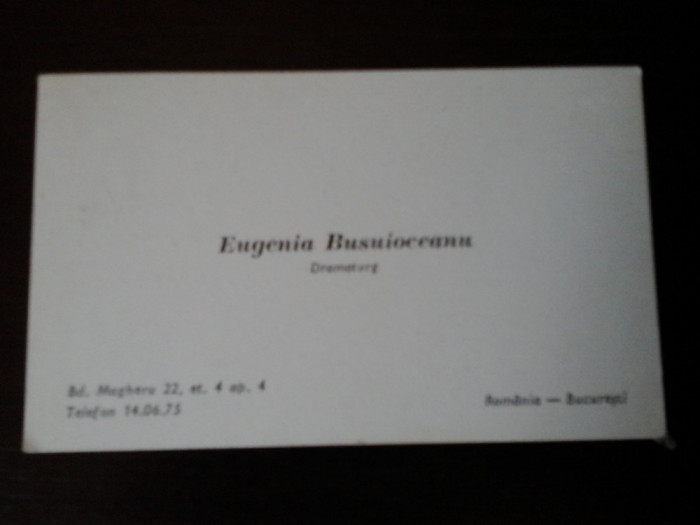 Eugenia Busuioceanu
Dramaturg
Bd. Magheru 22, et. 4 ap. 4
Telefon 14.06.75
România — București